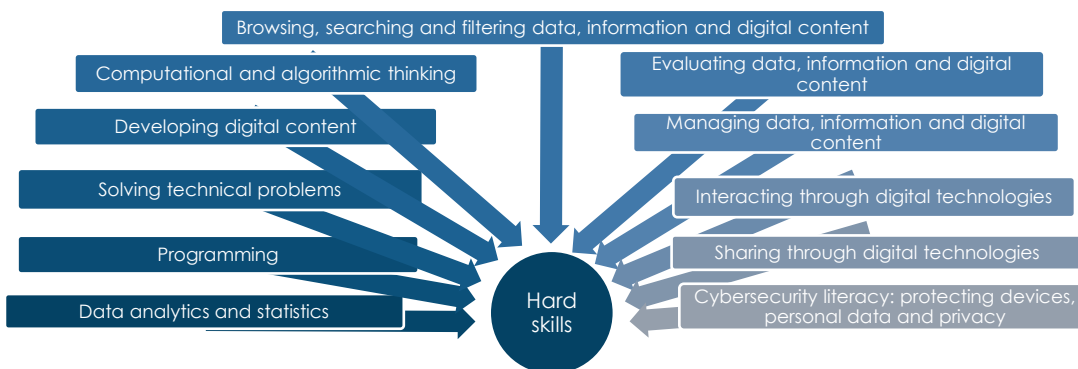 Browsing, searching and filtering data, information and digital content
Computational and algorithmic thinking
Evaluating data, information and digital
content
Developing digital content
Managing data, information and digital
content
Solving technical problems
Interacting through digital technologies
Programming
Sharing through digital technologies
Data analytics and statistics
Hard
skills
Cybersecurity literacy: protecting devices,
personal data and privacy